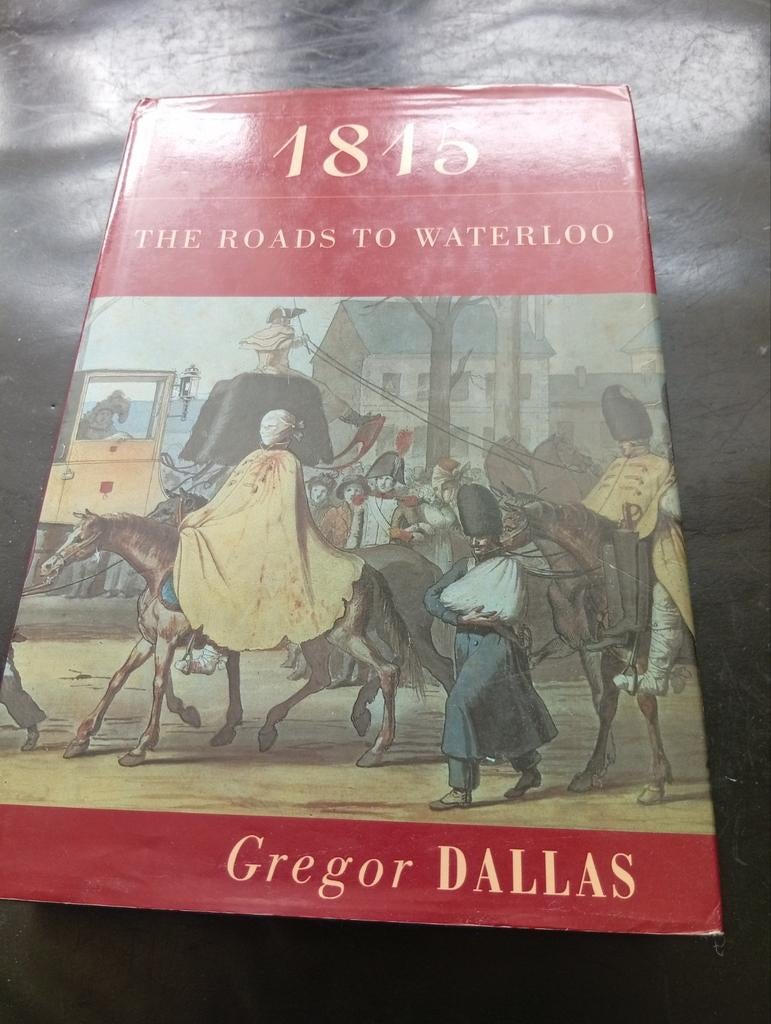 1815
THE ROADS TO WATERLOO
Gregor DALLAS